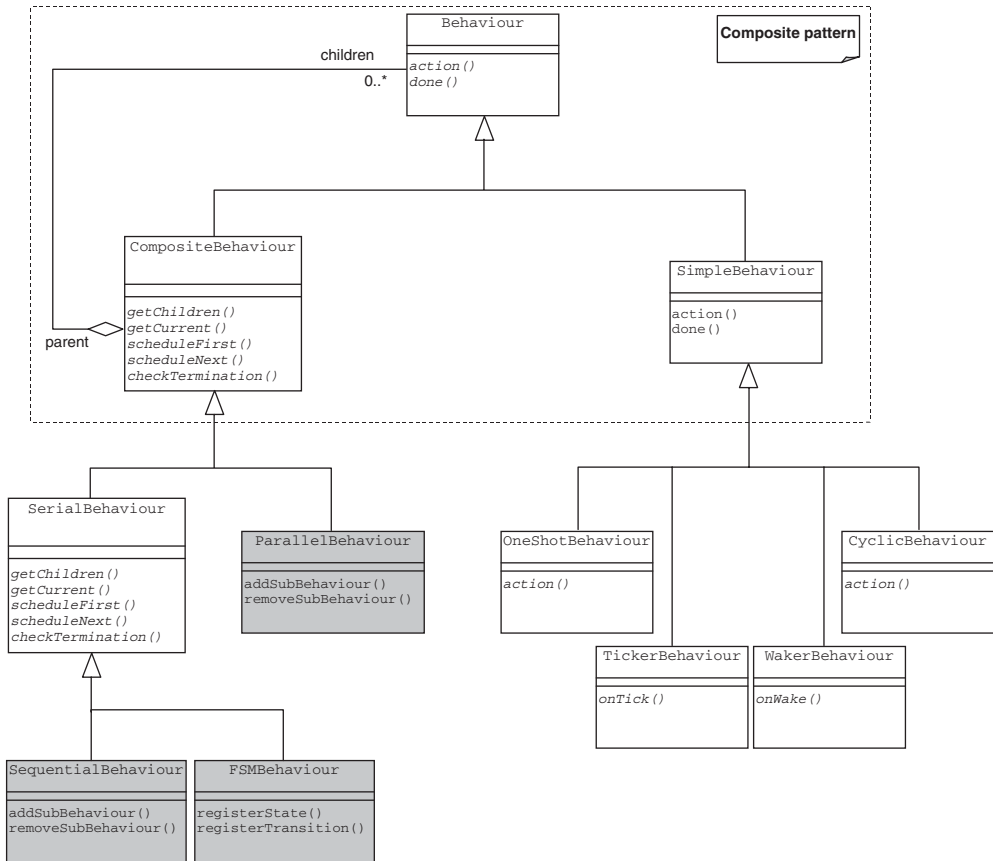 Behaviour
action()
done()
Composite pattern
children
0..*
CompositeBehaviour
getChildren()
getCurrent()
scheduleFirst()
scheduleNext()
checkTermination()
parent
SimpleBehaviour
action()
done()
SerialBehaviour
getChildren()
getCurrent()
scheduleFirst()
scheduleNext()
checkTermination()
ParallelBehaviour
addSubBehaviour()
removeSubBehaviour()
OneShotBehaviour
action()
CyclicBehaviour
action()
TickerBehaviour
onTick()
WakerBehaviour
onWake()
SequentialBehaviour
addSubBehaviour()
removeSubBehaviour()
FSMBehaviour
registerState()
registerTransition()